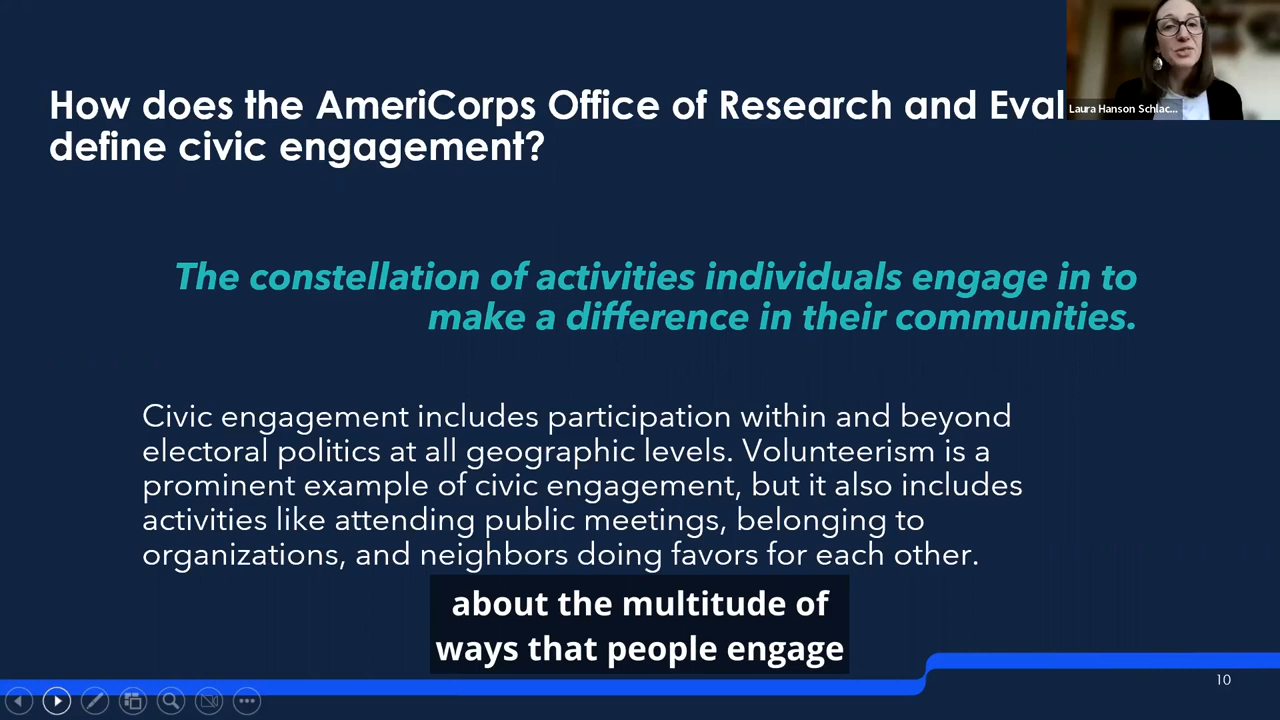 How does the AmeriCorps Office of Research and Eval
define civic engagement?
Laura Hanson Schlac...
The constellation of activities individuals engage in to
make a difference in their communities.
Civic engagement includes participation within and beyond
electoral politics at all geographic levels. Volunteerism is a
prominent example of civic engagement, but it also includes
activities like attending public meetings, belonging to
organizations, and neighbors doing favors for each other.
about the multitude of
ways that people engage
10